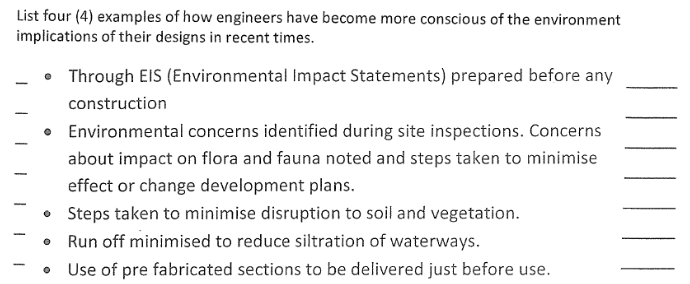 List four (4) examples of how engineers have become more conscious of the environment
implications of their designs in recent times.
• Through EIS (Environmental Impact Statements) prepared before any
construction
• Environmental concerns identified during site inspections. Concerns
about impact on flora and fauna noted and steps taken to minimise
effect or change development plans.
• Steps taken to minimise disruption to soil and vegetation.
• Run off minimised to reduce siltration of waterways.
• Use of pre fabricated sections to be delivered just before use.